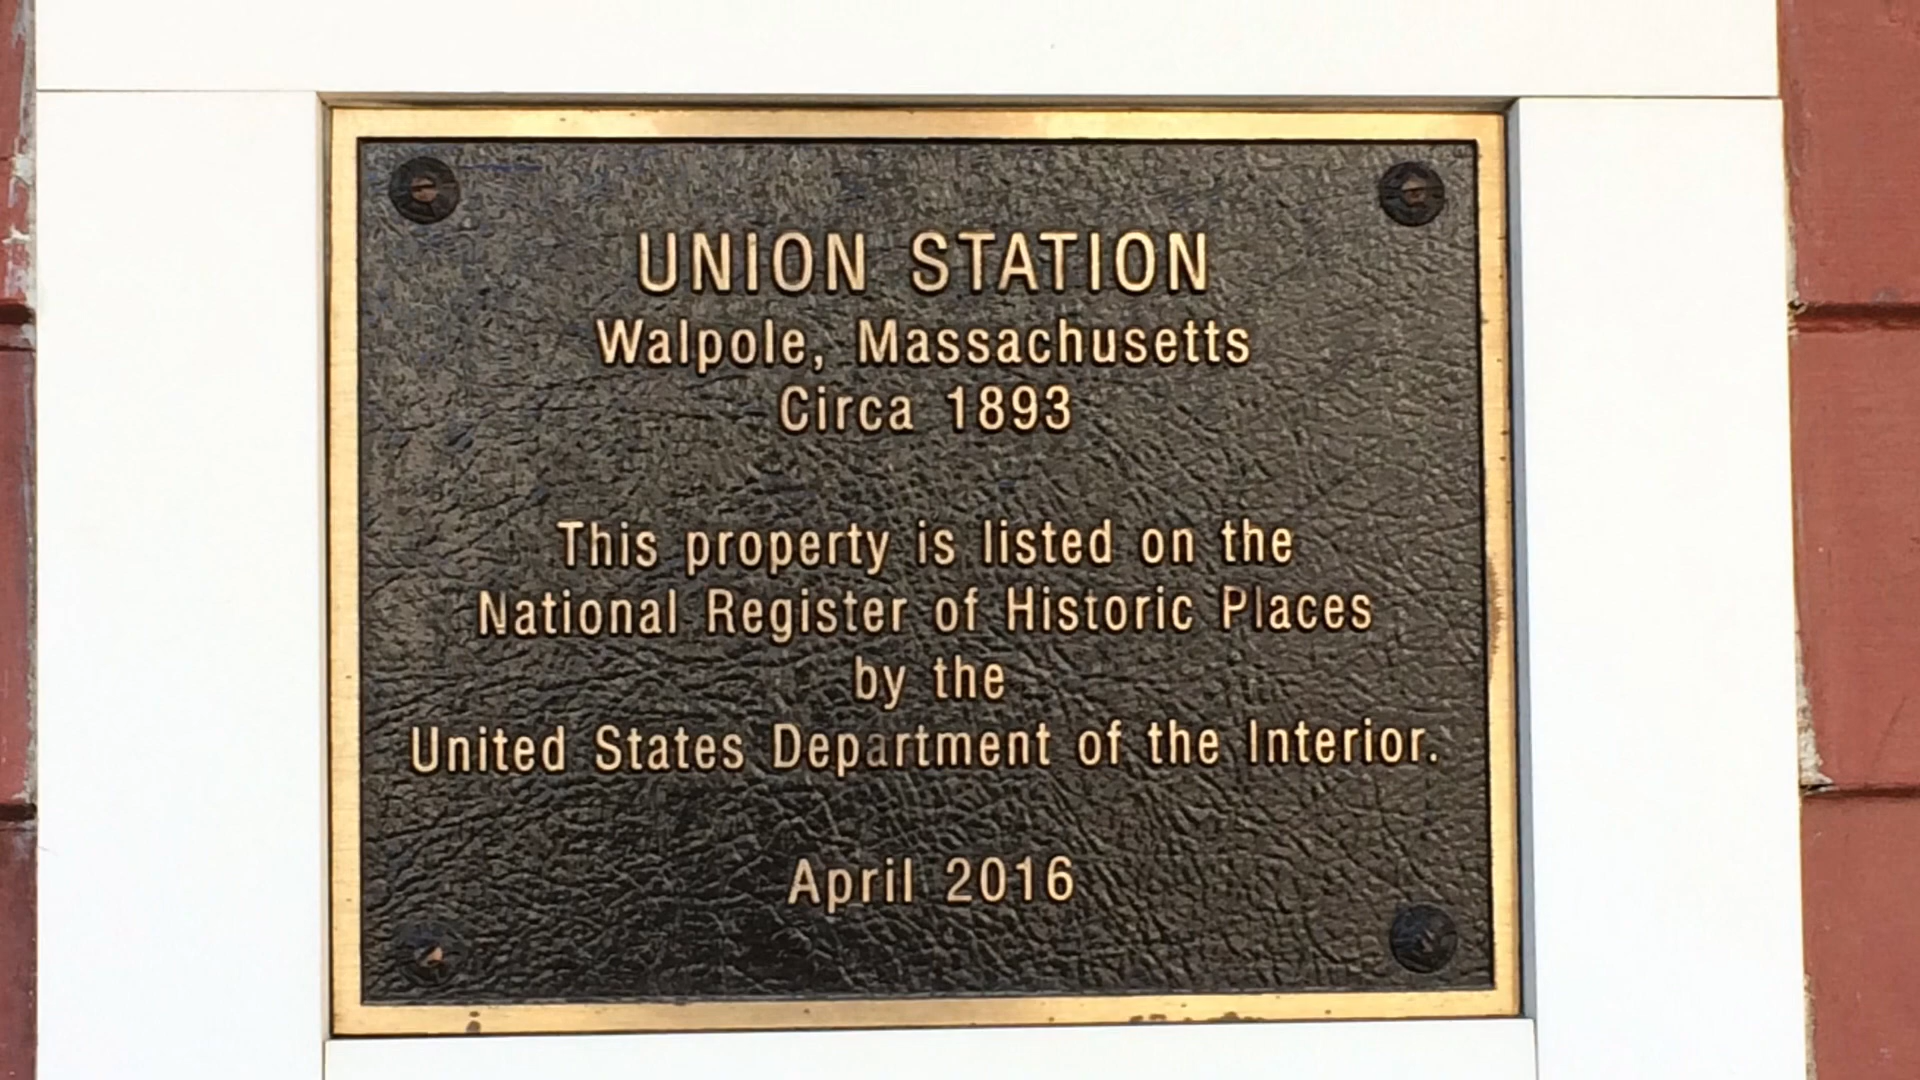 UNION STATION
Walpole, Massachusetts
Circa 1893
This property is listed on the
National Register of Historic Places
by the
United States Department of the Interior.
April 2016